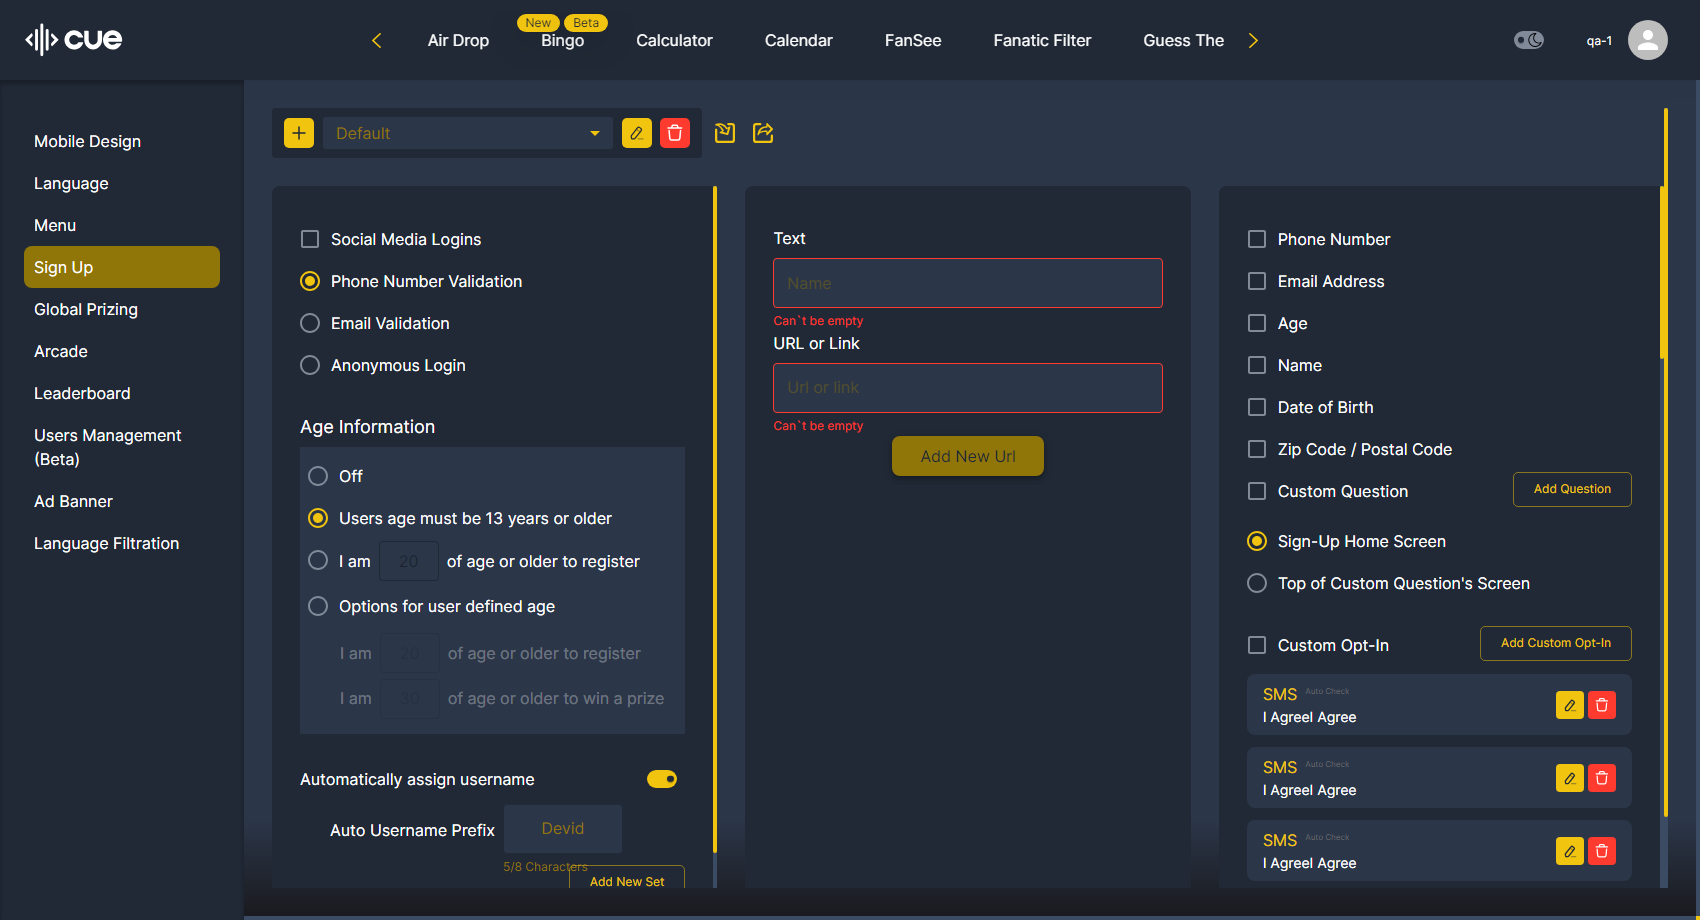 cue
Air Drop
New
Beta
Bingo
Calculator
Calendar
FanSee
Fanatic Filter
Guess The
qa-1
Mobile Design
Language
Menu
Sign Up
Global Prizing
Arcade
Leaderboard
Users Management
(Beta)
Ad Banner
Language Filtration
Default
Social Media Logins
Phone Number Validation
Email Validation
Anonymous Login
Age Information
Off
Users age must be 13 years or older
I am 20 of age or older to register
Options for user defined age
I am 20 of age or older to register
I am 30 of age or older to win a prize
Automatically assign username
Auto Username Prefix Devid
5/8 Characters
Add New Set
Text
Name
Can`t be empty
URL or Link
Url or link
Can`t be empty
Add New Url
Phone Number
Email Address
Age
Name
Date of Birth
Zip Code / Postal Code
Custom Question Add Question
Sign-Up Home Screen
Top of Custom Question's Screen
Custom Opt-In Add Custom Opt-In
SMS Auto Check
I AgreeI Agree
SMS Auto Check
I AgreeI Agree
SMS Auto Check
I AgreeI Agree